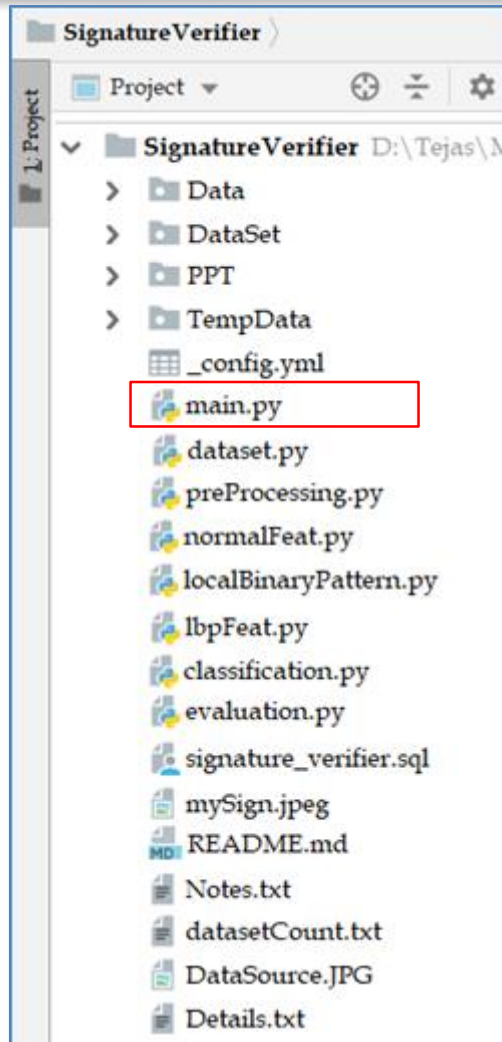 SignatureVerifier
Project
1: Project
SignatureVerifier D:\Tejas\
Data
DataSet
PPT
TempData
_config.yml
main.py
dataset.py
preProcessing.py
normalFeat.py
localBinaryPattern.py
lbpFeat.py
classification.py
evaluation.py
signature_verifier.sql
mySign.jpeg
MD README.md
Notes.txt
datasetCount.txt
DataSource.JPG
Details.txt